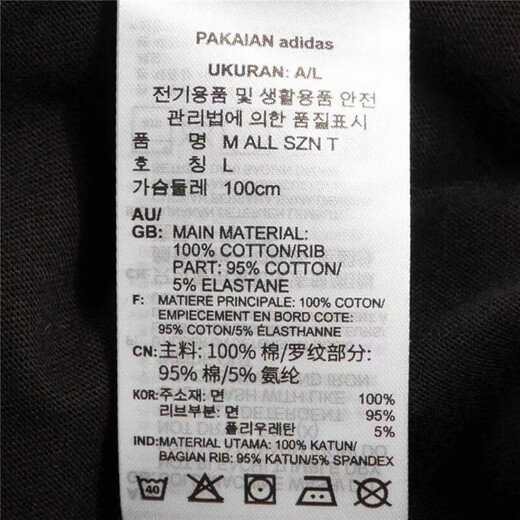 PAKAIAN adidas
UKURAN: A/L
전기용품 및 생활용품 안전
관리법에 의한 품질표시
품 명 M ALL SZN T
호 칭 L
가슴둘레 100cm
AU/
GB: MAIN MATERIAL:
100% COTTON/RIB
PART: 95% COTTON/
5% ELASTANE
F: MATIERE PRINCIPALE: 100% COTON/
EMPIECEMENT EN BORD COTE:
95% COTON/5% ÉLASTHANNE
CN: 主料: 100% 棉/罗纹部分:
95% 棉/5% 氨纶
KOR: 주소재: 면 100%
리브부분: 면 95%
폴리우레탄 5%
IND: MATERIAL UTAMA: 100% KATUN/
BAGIAN RIB: 95% KATUN/5% SPANDEX
40